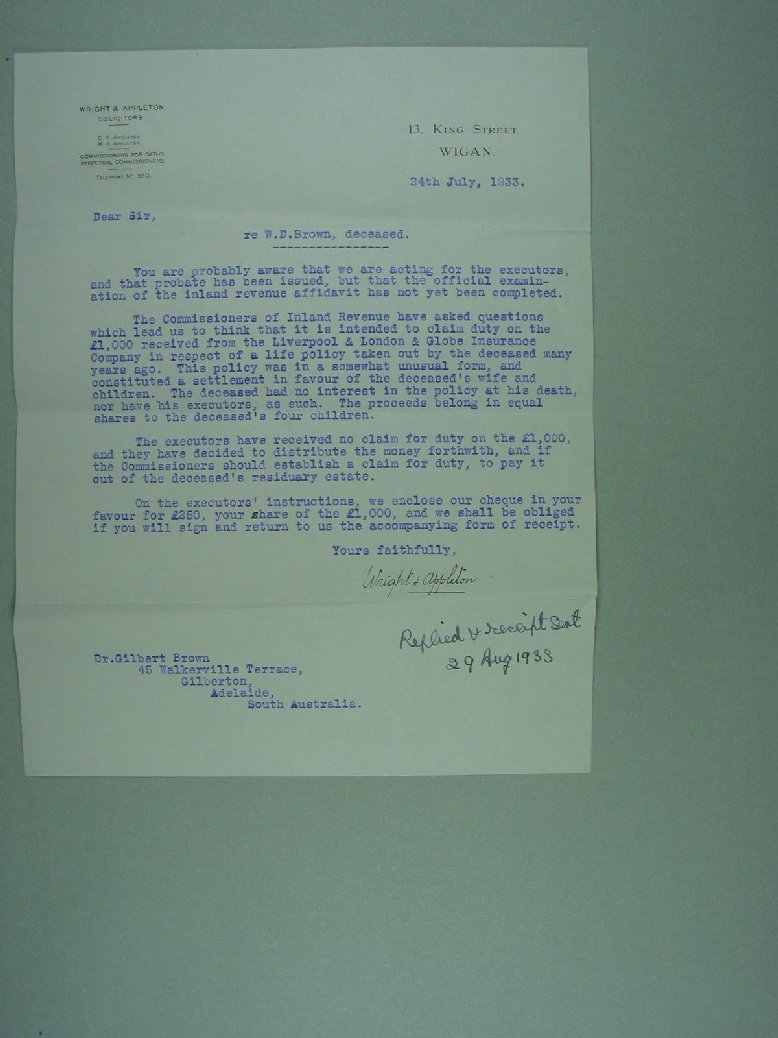 WRIGHT & APPLETON
SOLICITORS
COMMISSIONERS FOR OATHS
PERPETUAL COMMISSIONERS
TELEPHONE Nº 360.
13, KING STREET,
WIGAN.
24th July, 1933.
Dear Sir,
re W.D.Brown, deceased.
You are probably aware that we are acting for the executors,
and that probate has been issued, but that the official examin-
ation of the inland revenue affidavit has not yet been completed.
The Commissioners of Inland Revenue have asked questions
which lead us to think that it is intended to claim duty on the
£1,000 received from the Liverpool & London & Globe Insurance
Company in respect of a life policy taken out by the deceased many
years ago. This policy was in a somewhat unusual form, and
constituted a settlement in favour of the deceased's wife and
children. The deceased had no interest in the policy at his death,
nor have his executors, as such. The proceeds belong in equal
shares to the deceased's four children.
The executors have received no claim for duty on the £1,000,
and they have decided to distribute the money forthwith, and if
the Commissioners should establish a claim for duty, to pay it
out of the deceased's residuary estate.
On the executors' instructions, we enclose our cheque in your
favour for £250, your share of the £1,000, and we shall be obliged
if you will sign and return to us the accompanying form of receipt.
Yours faithfully,
Wright & Appleton
Replied & receipt Sent
29 Aug 1933
Dr.Gilbert Brown
45 Walkerville Terrace,
Gilberton,
Adelaide,
South Australia.